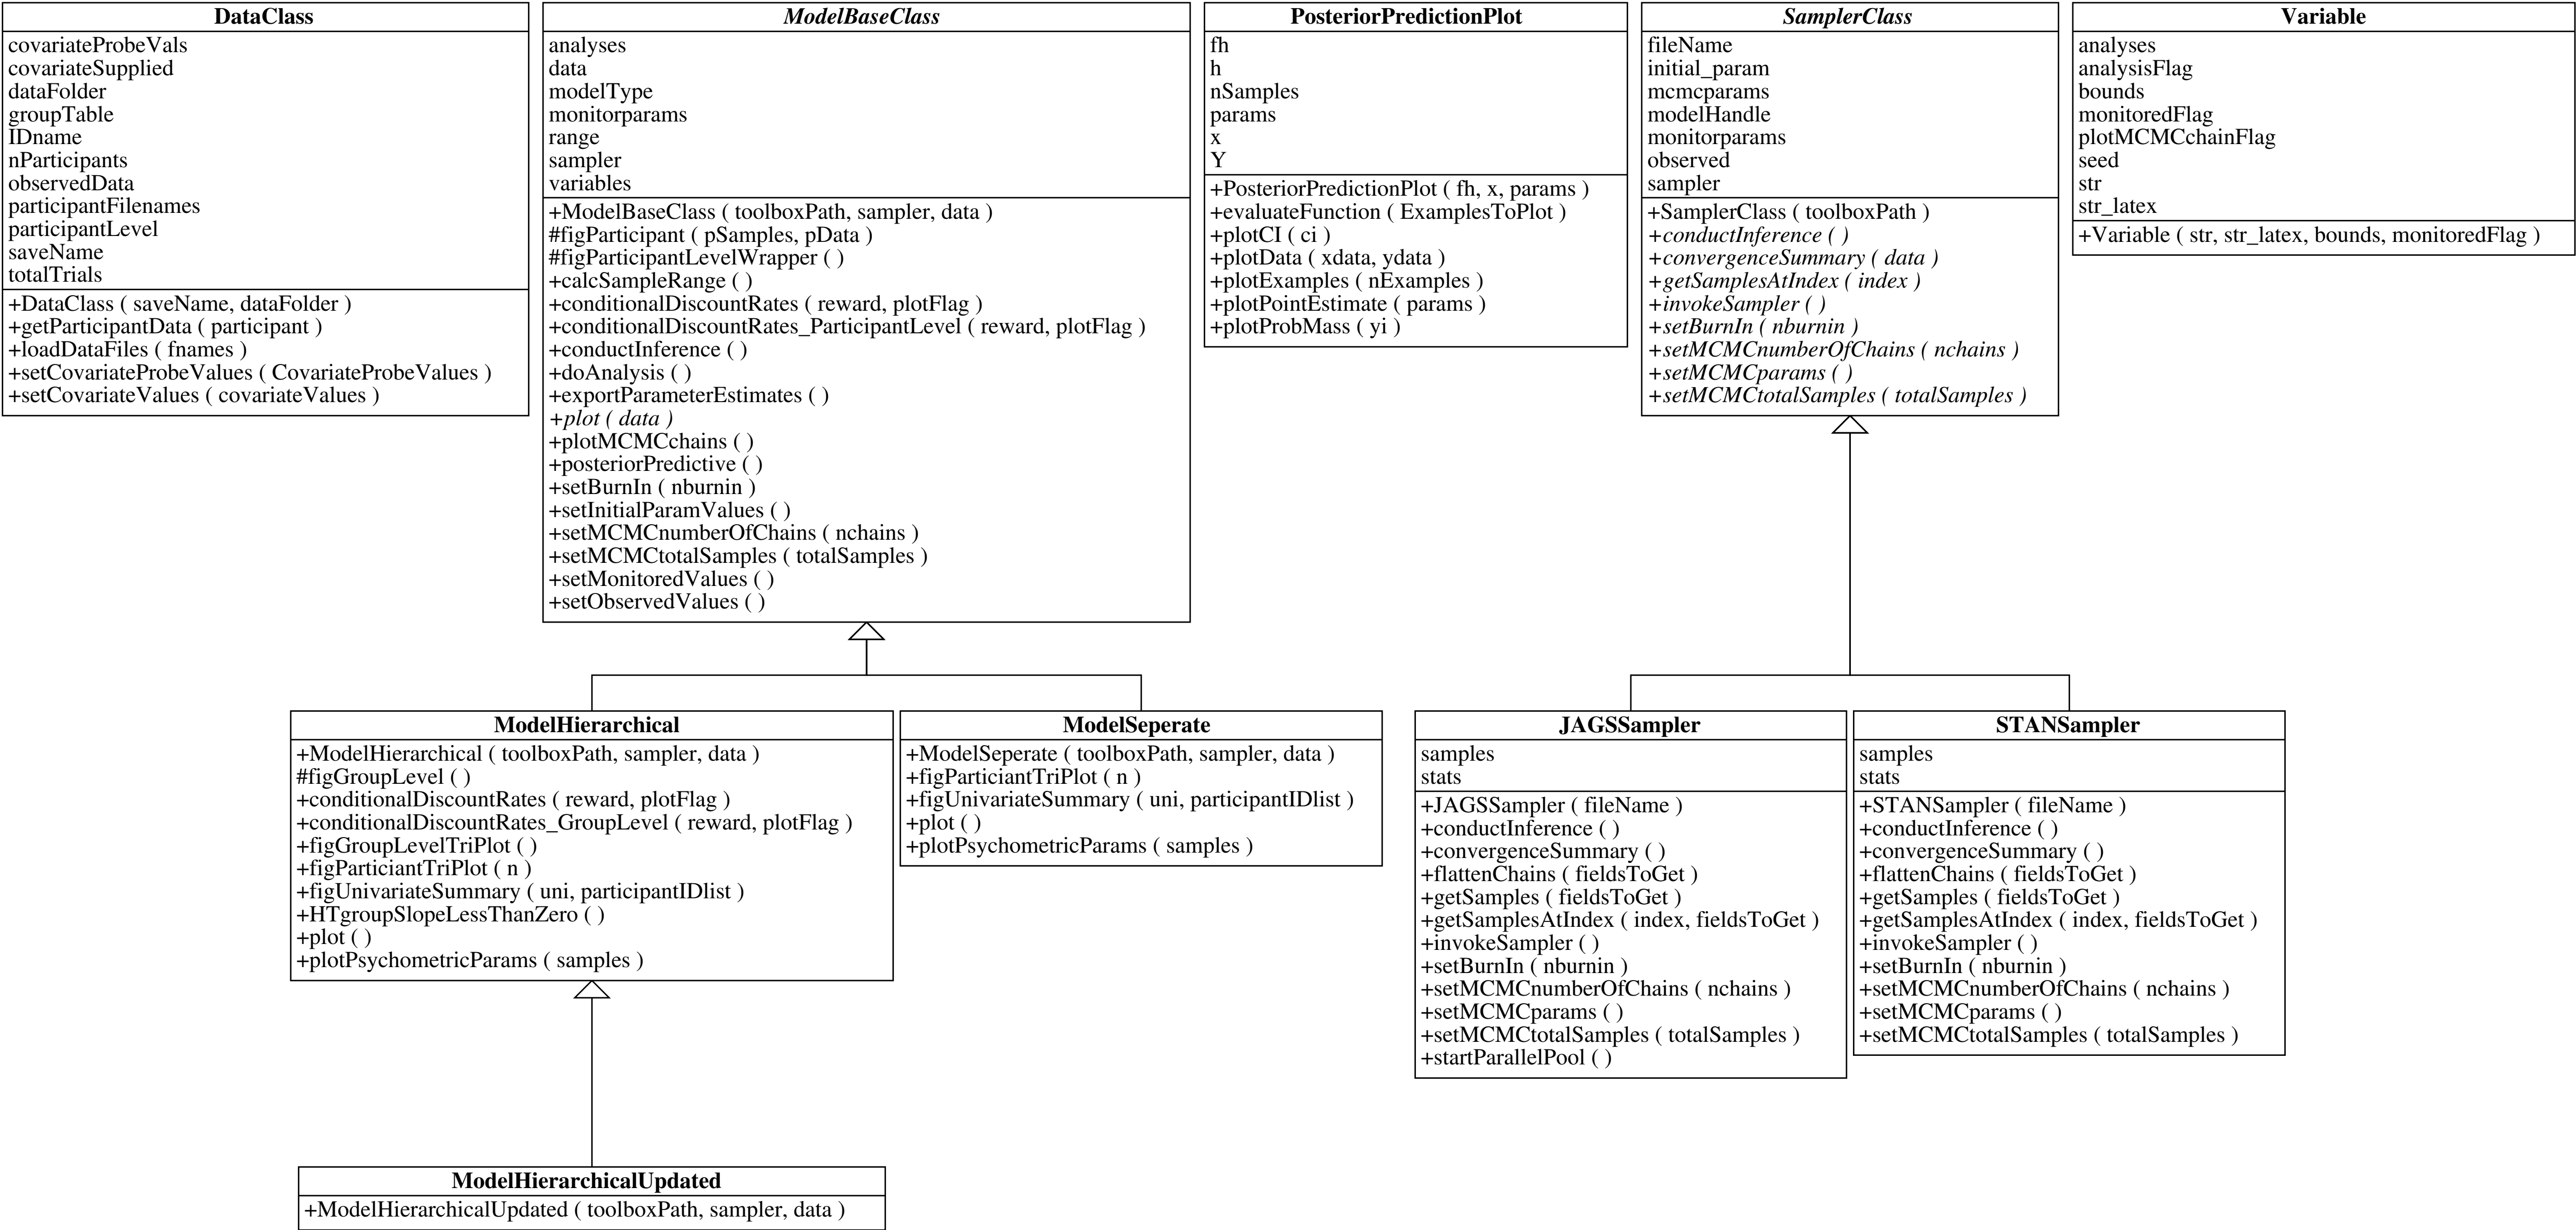 DataClass
covariateProbeVals
covariateSupplied
dataFolder
groupTable
IDname
nParticipants
observedData
participantFilenames
participantLevel
saveName
totalTrials
+DataClass ( saveName, dataFolder )
+getParticipantData ( participant )
+loadDataFiles ( fnames )
+setCovariateProbeValues ( CovariateProbeValues )
+setCovariateValues ( covariateValues )
ModelBaseClass
analyses
data
modelType
monitorparams
range
sampler
variables
+ModelBaseClass ( toolboxPath, sampler, data )
#figParticipant ( pSamples, pData )
#figParticipantLevelWrapper ( )
+calcSampleRange ( )
+conditionalDiscountRates ( reward, plotFlag )
+conditionalDiscountRates_ParticipantLevel ( reward, plotFlag )
+conductInference ( )
+doAnalysis ( )
+exportParameterEstimates ( )
+plot ( data )
+plotMCMCchains ( )
+posteriorPredictive ( )
+setBurnIn ( nburnin )
+setInitialParamValues ( )
+setMCMCnumberOfChains ( nchains )
+setMCMCtotalSamples ( totalSamples )
+setMonitoredValues ( )
+setObservedValues ( )
PosteriorPredictionPlot
fh
h
nSamples
params
x
Y
+PosteriorPredictionPlot ( fh, x, params )
+evaluateFunction ( ExamplesToPlot )
+plotCI ( ci )
+plotData ( xdata, ydata )
+plotExamples ( nExamples )
+plotPointEstimate ( params )
+plotProbMass ( yi )
SamplerClass
fileName
initial_param
mcmcparams
modelHandle
monitorparams
observed
sampler
+SamplerClass ( toolboxPath )
+conductInference ( )
+convergenceSummary ( data )
+getSamplesAtIndex ( index )
+invokeSampler ( )
+setBurnIn ( nburnin )
+setMCMCnumberOfChains ( nchains )
+setMCMCparams ( )
+setMCMCtotalSamples ( totalSamples )
Variable
analyses
analysisFlag
bounds
monitoredFlag
plotMCMCchainFlag
seed
str
str_latex
+Variable ( str, str_latex, bounds, monitoredFlag )
ModelHierarchical
+ModelHierarchical ( toolboxPath, sampler, data )
#figGroupLevel ( )
+conditionalDiscountRates ( reward, plotFlag )
+conditionalDiscountRates_GroupLevel ( reward, plotFlag )
+figGroupLevelTriPlot ( )
+figParticiantTriPlot ( n )
+figUnivariateSummary ( uni, participantIDlist )
+HTgroupSlopeLessThanZero ( )
+plot ( )
+plotPsychometricParams ( samples )
ModelSeperate
+ModelSeperate ( toolboxPath, sampler, data )
+figParticiantTriPlot ( n )
+figUnivariateSummary ( uni, participantIDlist )
+plot ( )
+plotPsychometricParams ( samples )
JAGSSampler
samples
stats
+JAGSSampler ( fileName )
+conductInference ( )
+convergenceSummary ( )
+flattenChains ( fieldsToGet )
+getSamples ( fieldsToGet )
+getSamplesAtIndex ( index, fieldsToGet )
+invokeSampler ( )
+setBurnIn ( nburnin )
+setMCMCnumberOfChains ( nchains )
+setMCMCparams ( )
+setMCMCtotalSamples ( totalSamples )
+startParallelPool ( )
STANSampler
samples
stats
+STANSampler ( fileName )
+conductInference ( )
+convergenceSummary ( )
+flattenChains ( fieldsToGet )
+getSamples ( fieldsToGet )
+getSamplesAtIndex ( index, fieldsToGet )
+invokeSampler ( )
+setBurnIn ( nburnin )
+setMCMCnumberOfChains ( nchains )
+setMCMCparams ( )
+setMCMCtotalSamples ( totalSamples )
ModelHierarchicalUpdated
+ModelHierarchicalUpdated ( toolboxPath, sampler, data )